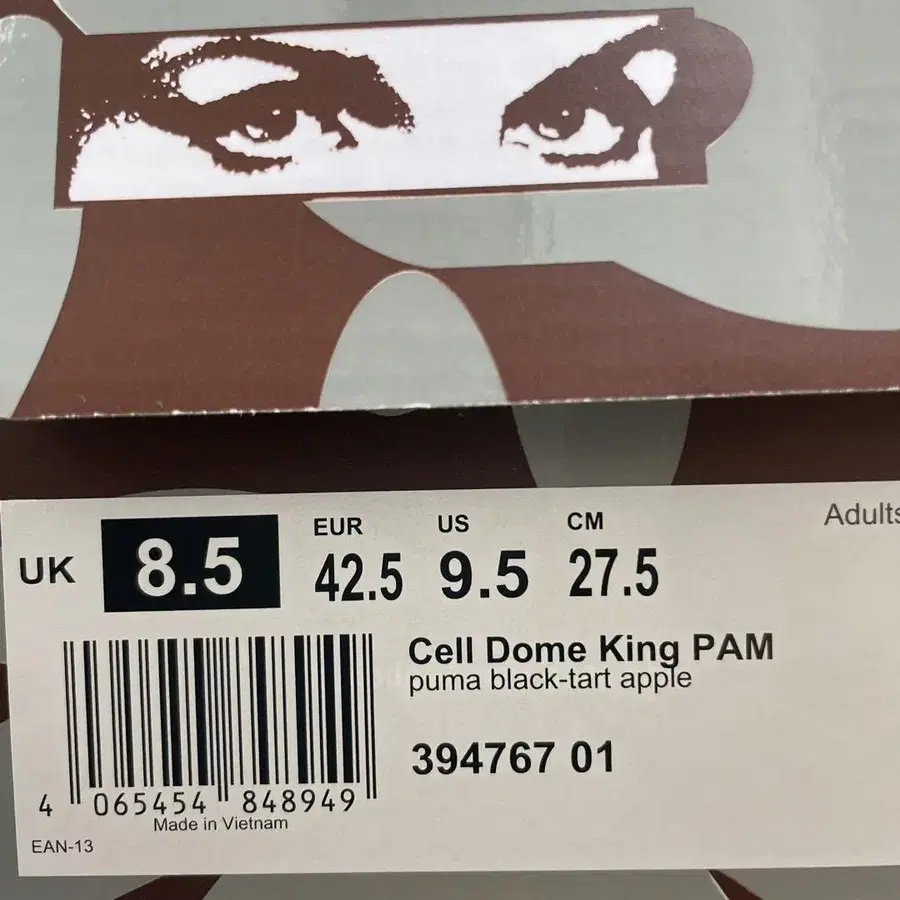 UK 8.5
EUR US CM
42.5 9.5 27.5
Adults
Cell Dome King PAM
puma black-tart apple
394767 01
4 065454 848949
Made in Vietnam
EAN-13